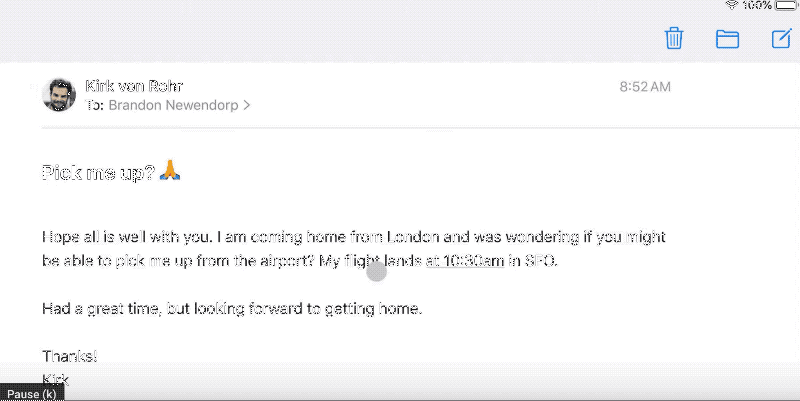 100%
Kirk von Rohr
8:52 AM
To: Brandon Newendorp >
Pick me up? 🙏
Hope all is well with you. I am coming home from London and was wondering if you might
be able to pick me up from the airport? My flight lands at 10:30am in SFO.
Had a great time, but looking forward to getting home.
Thanks!
Kirk
Pause (k)